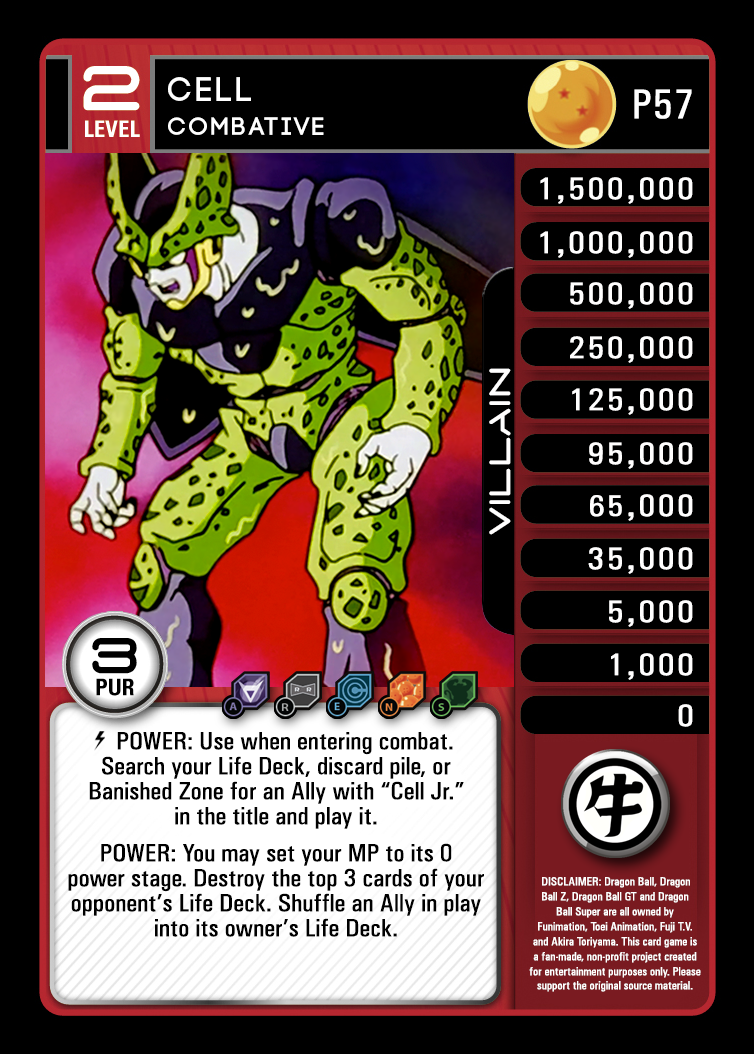 2
LEVEL
CELL
COMBATIVE
P57
1,500,000
1,000,000
500,000
250,000
125,000
95,000
65,000
35,000
5,000
1,000
0
VILLAIN
3
PUR
A R E N S
POWER: Use when entering combat.
Search your Life Deck, discard pile, or
Banished Zone for an Ally with “Cell Jr.”
in the title and play it.
POWER: You may set your MP to its 0
power stage. Destroy the top 3 cards of your
opponent’s Life Deck. Shuffle an Ally in play
into its owner’s Life Deck.
牛
DISCLAIMER: Dragon Ball, Dragon
Ball Z, Dragon Ball GT and Dragon
Ball Super are all owned by
Funimation, Toei Animation, Fuji T.V.
and Akira Toriyama. This card game is
a fan-made, non-profit project created
for entertainment purposes only. Please
support the original source material.